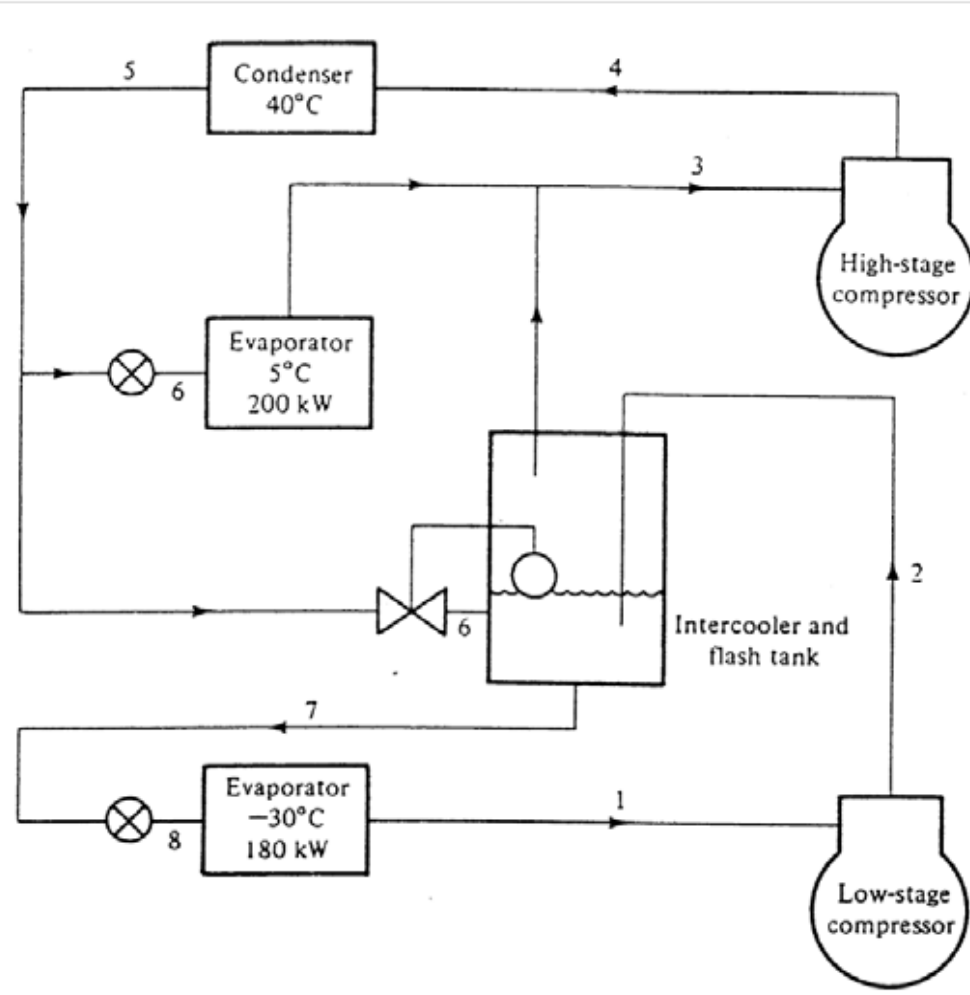 5
Condenser
40°C
4
3
High-stage
compressor
Evaporator
5°C
200 kW
6
2
6
Intercooler and
flash tank
7
Evaporator
−30°C
180 kW
8
1
Low-stage
compressor